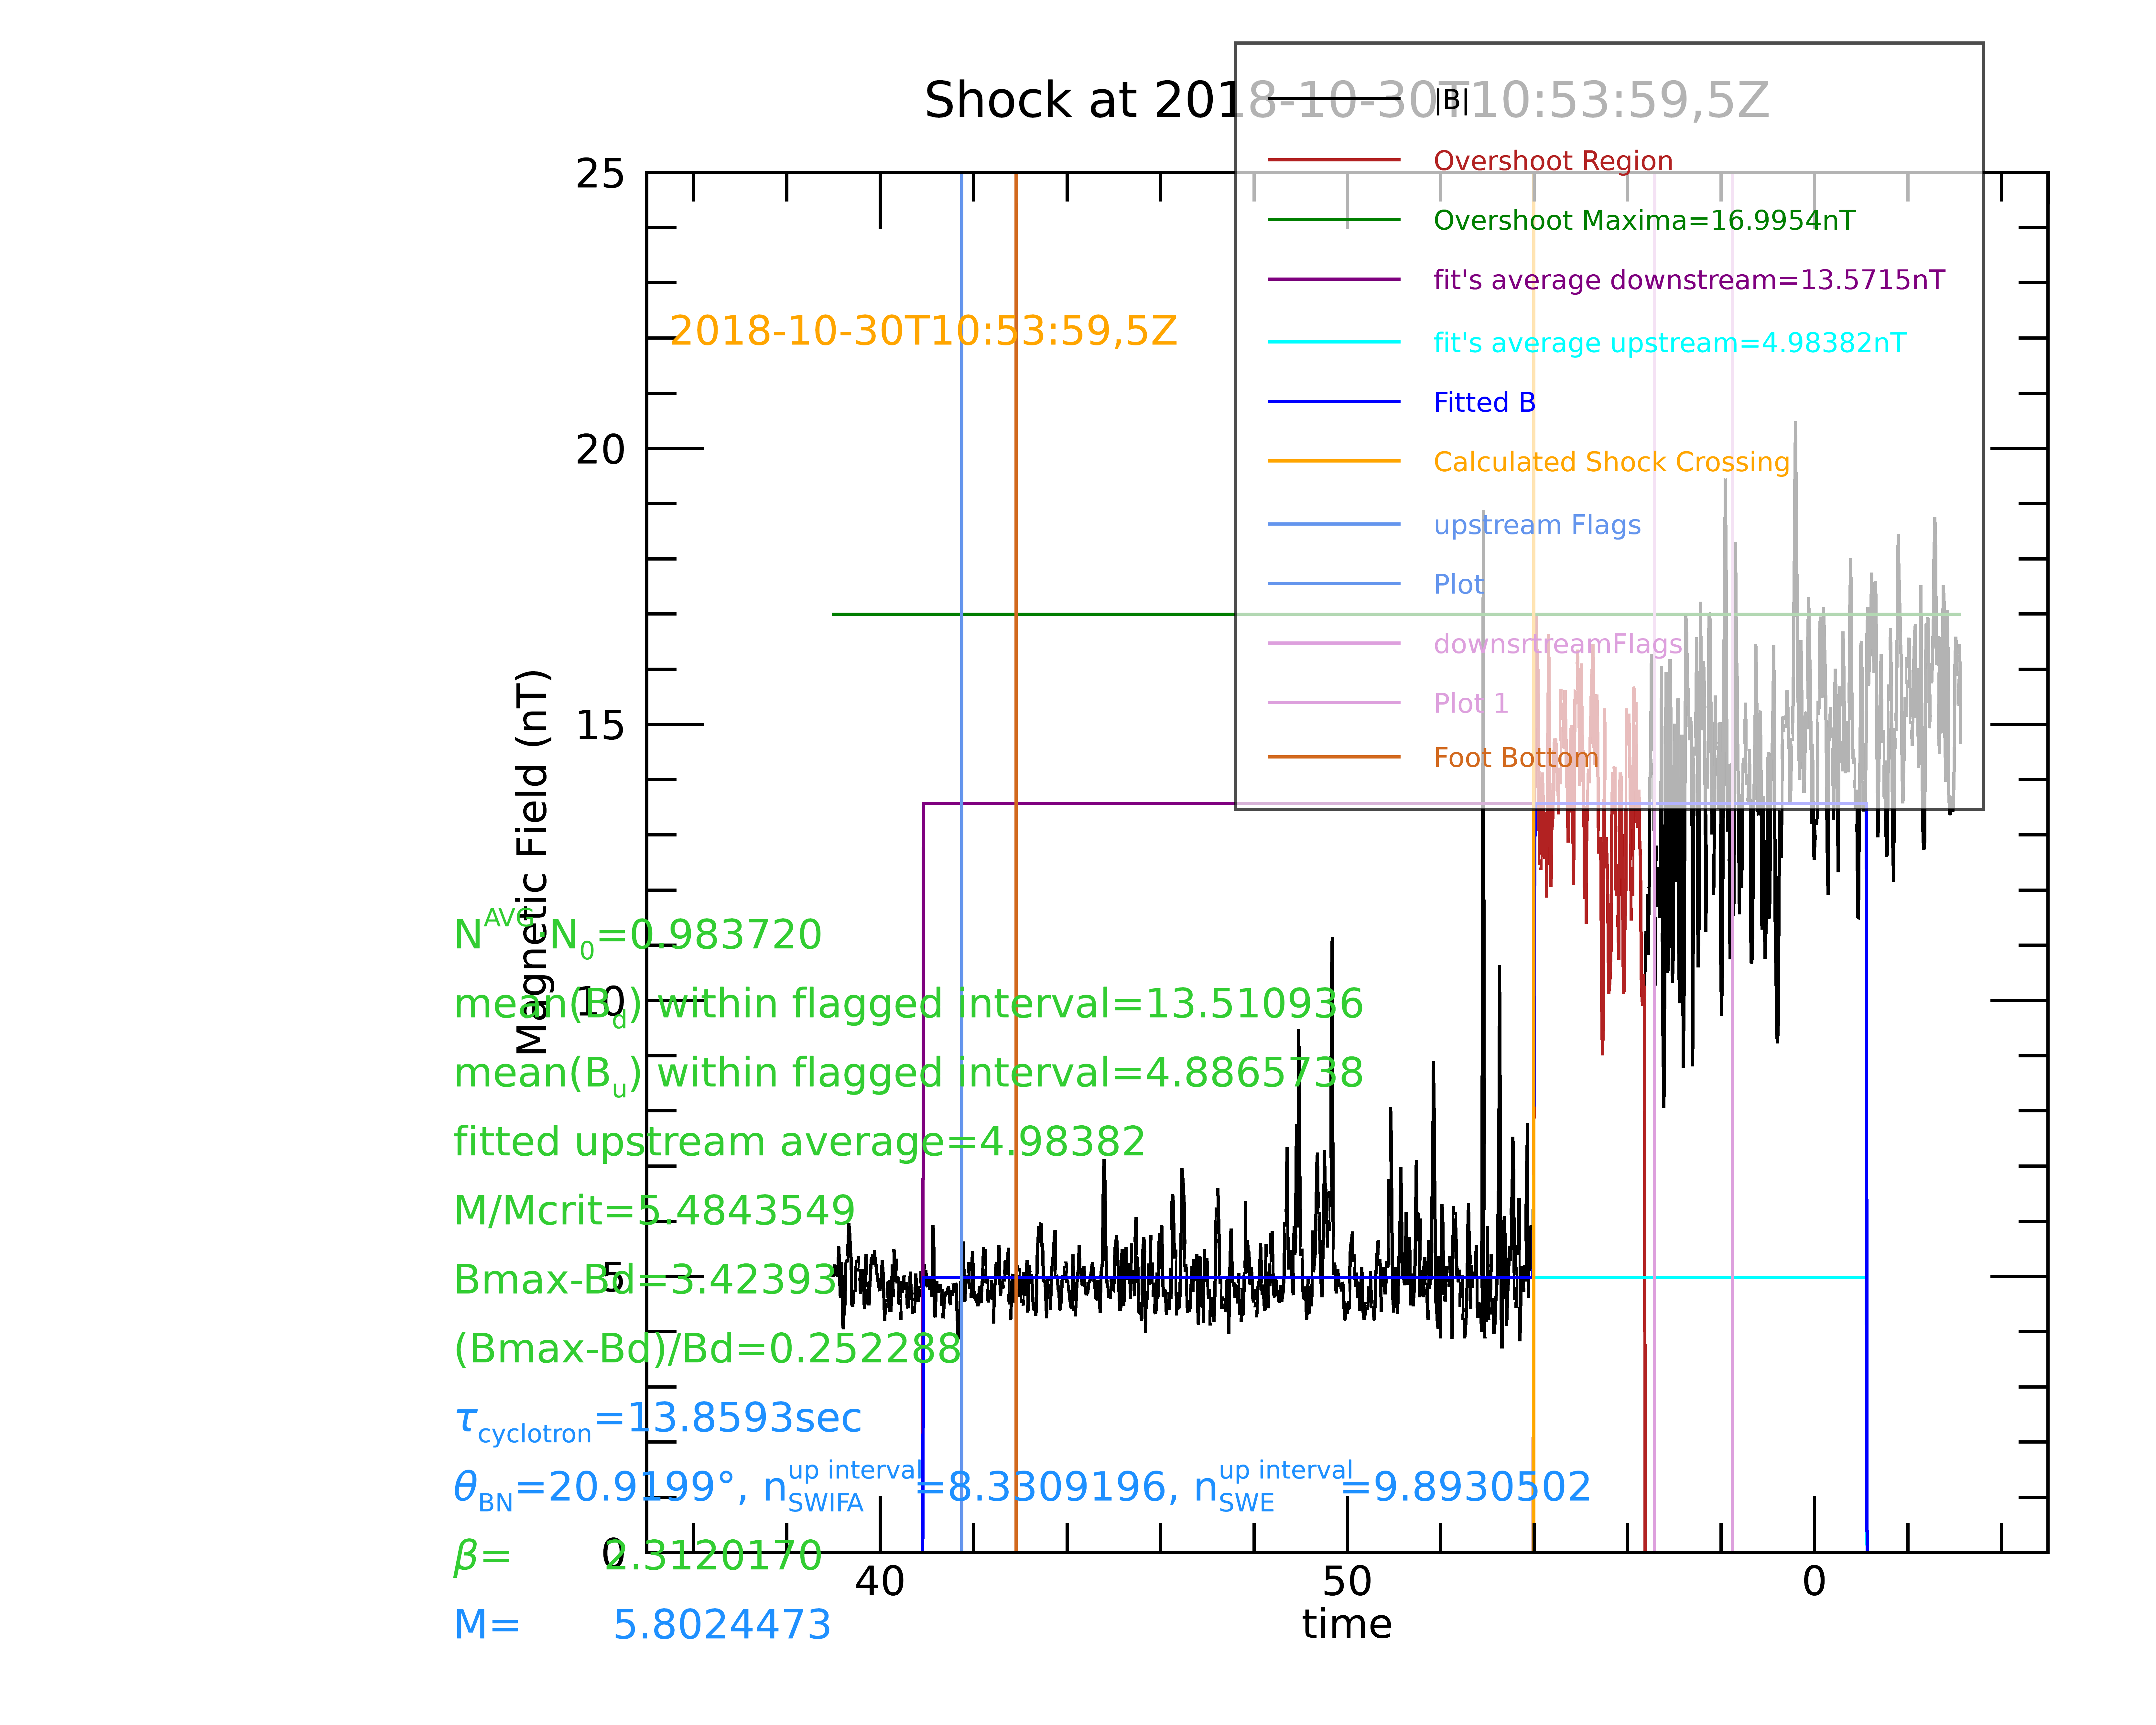 Shock at 2018-10-30T10:53:59,5Z
|B|
Overshoot Region
Overshoot Maxima=16.9954nT
fit's average downstream=13.5715nT
fit's average upstream=4.98382nT
Fitted B
Calculated Shock Crossing
upstream Flags
Plot
downsrtreamFlags
Plot 1
Foot Bottom
2018-10-30T10:53:59,5Z
Magnetic Field (nT)
25
20
15
10
5
0
N^AVG·N_0=0.983720
mean(B_d) within flagged interval=13.510936
mean(B_u) within flagged interval=4.8865738
fitted upstream average=4.98382
M/Mcrit=5.4843549
Bmax-Bd=3.42393
(Bmax-Bd)/Bd=0.252288
τ_cyclotron=13.8593sec
θ_BN=20.9199°, n_SWIFA^up interval=8.3309196, n_SWE^up interval=9.8930502
β= 2.3120170
M= 5.8024473
40 50 0
time